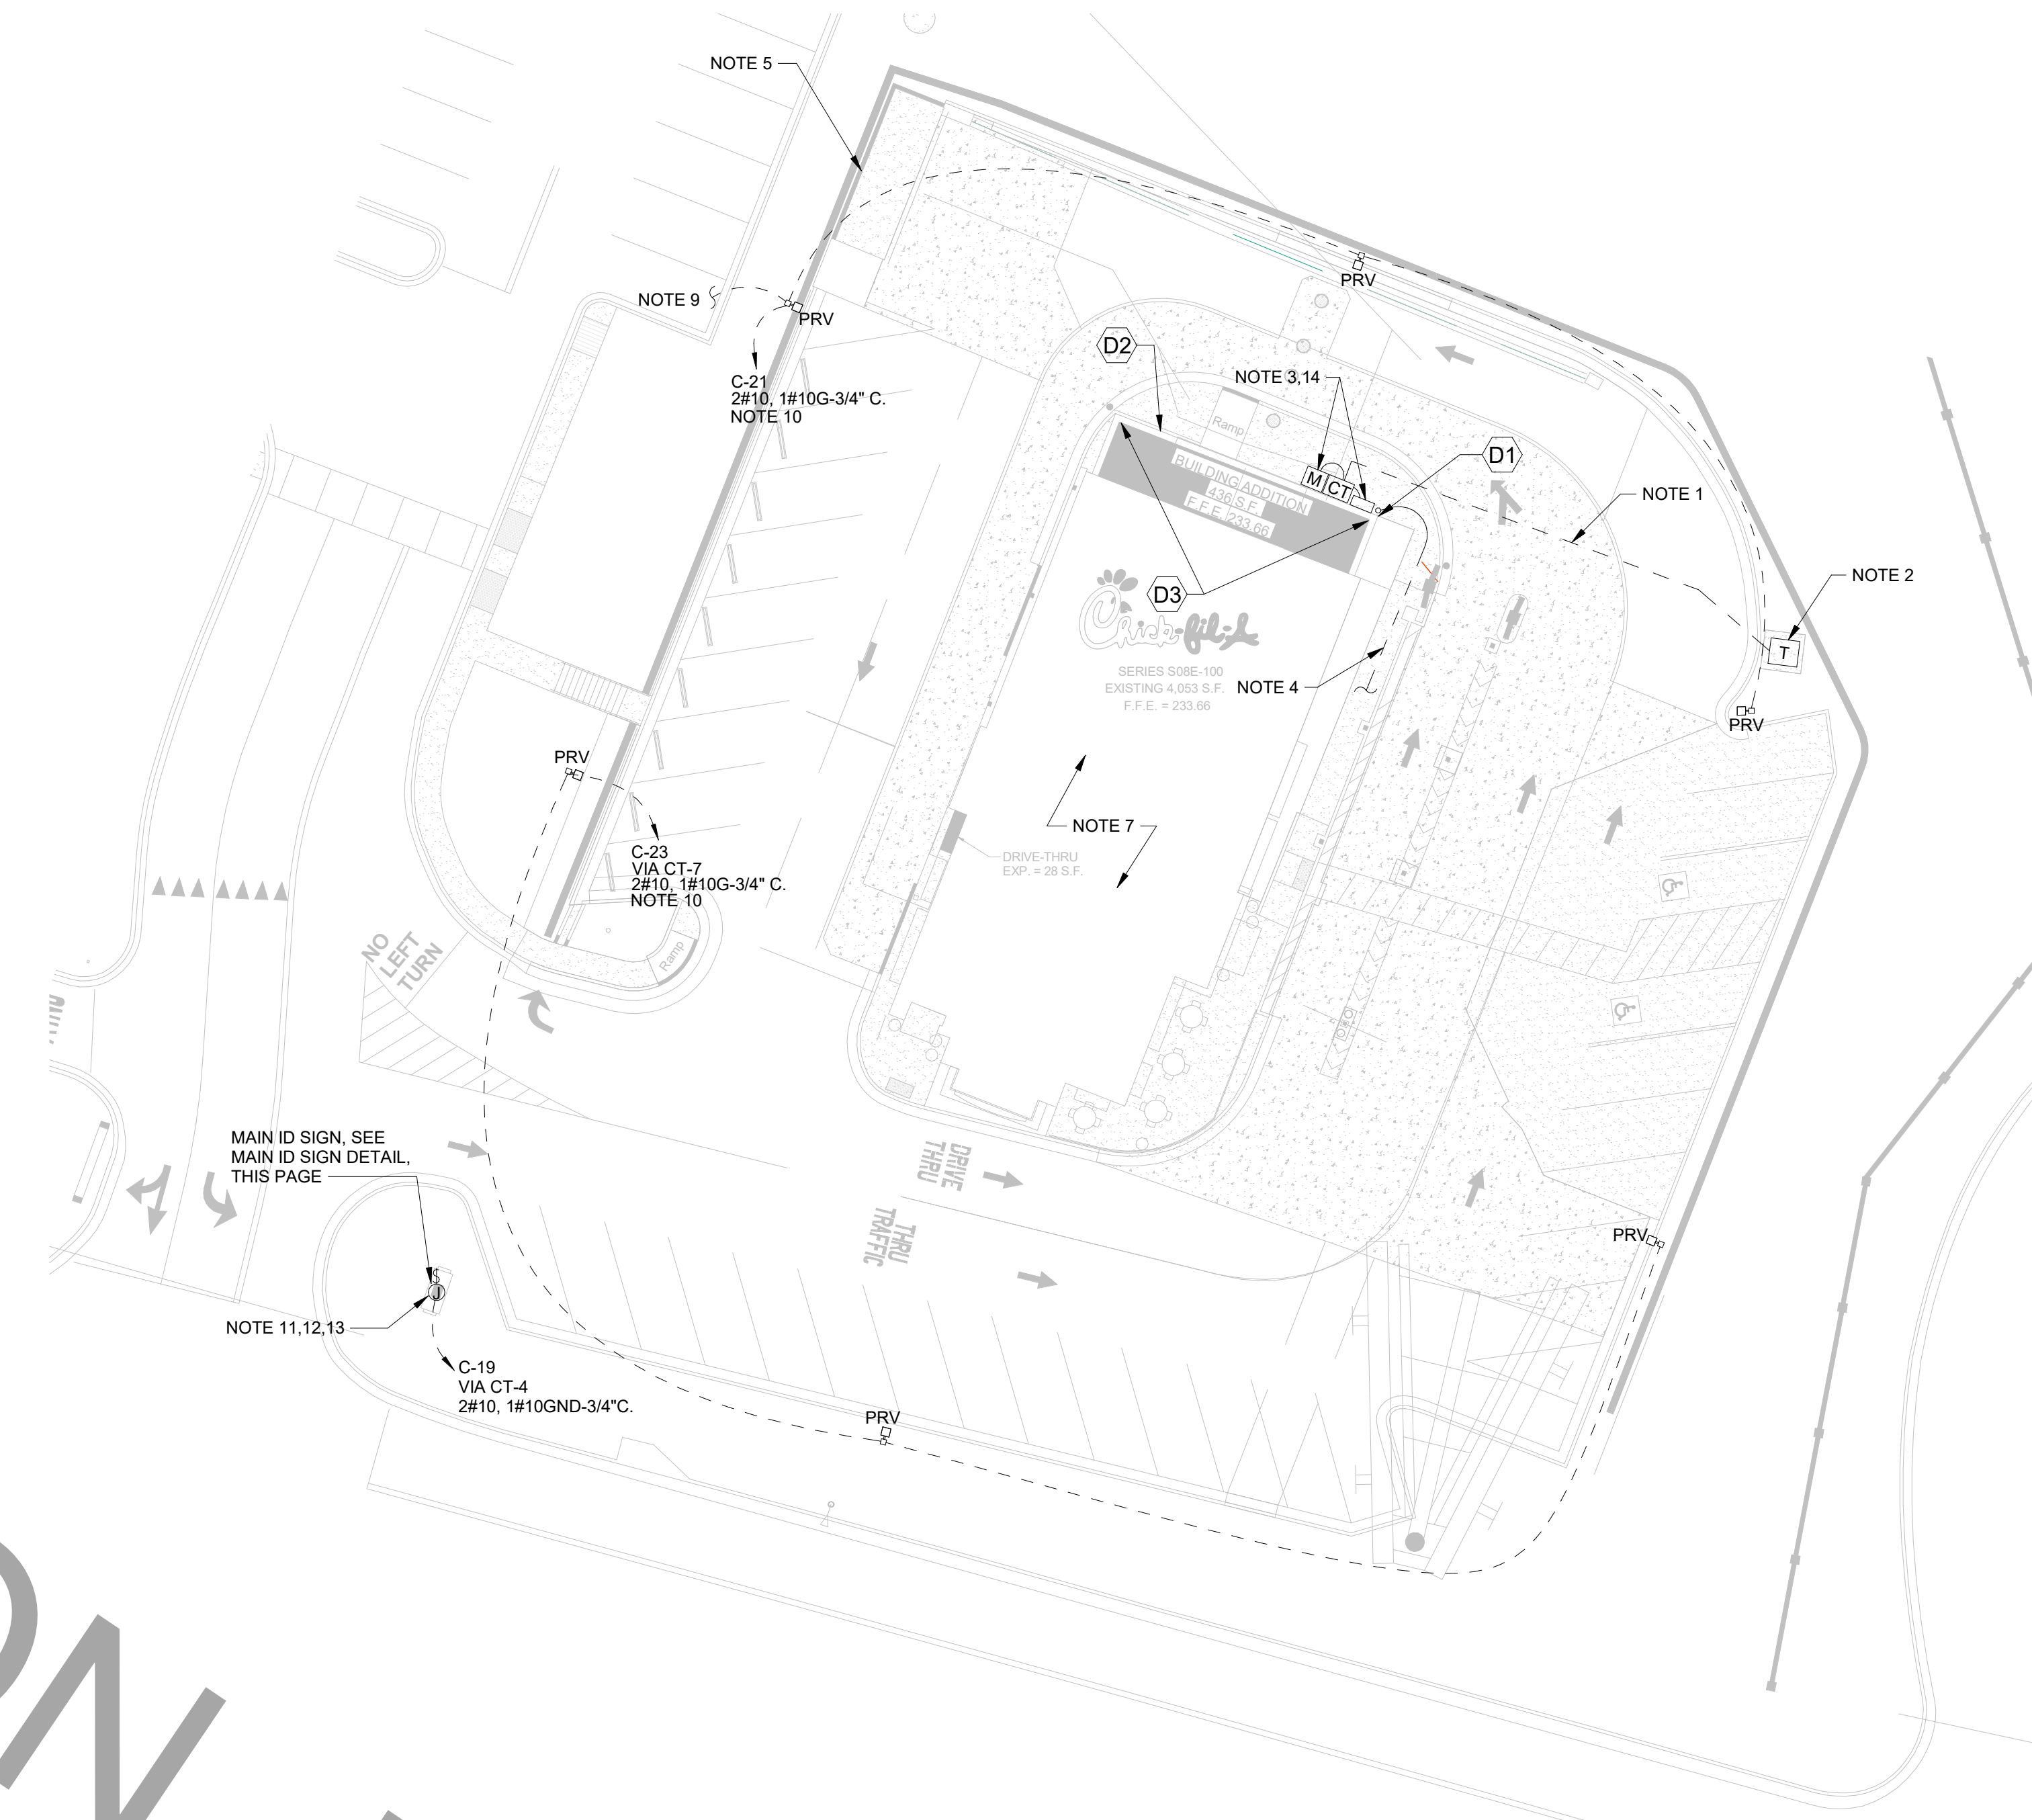 NOTE 5
NOTE 9
PRV
PRV
C-21
2#10, 1#10G-3/4" C.
NOTE 10
D2
NOTE 3,14
D1
NOTE 1
Ramp
M CT
BUILDING ADDITION
436 S.F.
F.F.E. 233.66
D3
NOTE 2
T
Chick-fil-A
SERIES S08E-100
EXISTING 4,053 S.F.
F.F.E. = 233.66
NOTE 4
PRV
PRV
NOTE 7
C-23
VIA CT-7
2#10, 1#10G-3/4" C.
NOTE 10
DRIVE-THRU
EXP. = 28 S.F.
NO
LEFT
TURN
Ramp
MAIN ID SIGN, SEE
MAIN ID SIGN DETAIL,
THIS PAGE
DRIVE
THRU
THRU
TRAFFIC
PRV
$
J
NOTE 11,12,13
C-19
VIA CT-4
2#10, 1#10GND-3/4"C.
PRV
ON